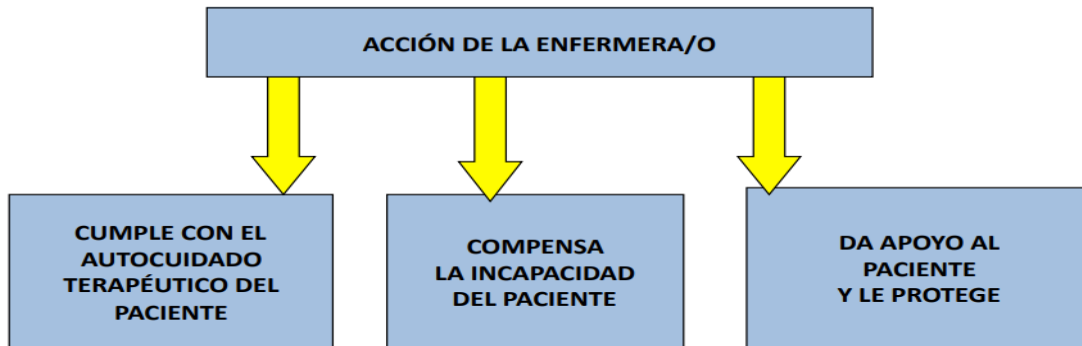 ACCIÓN DE LA ENFERMERA/O
CUMPLE CON EL
AUTOCUIDADO
TERAPÉUTICO DEL
PACIENTE
COMPENSA
LA INCAPACIDAD
DEL PACIENTE
DA APOYO AL
PACIENTE
Y LE PROTEGE